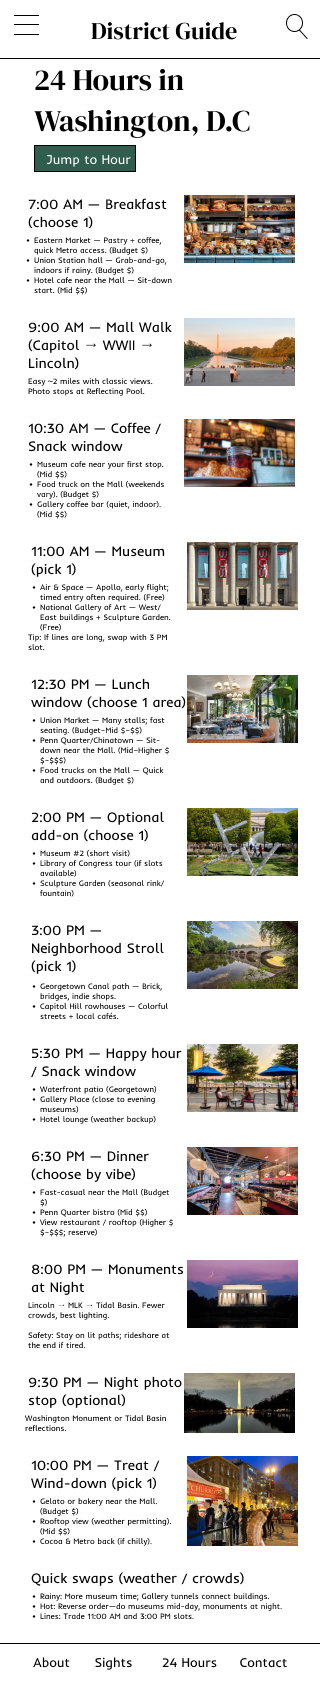 District Guide
24 Hours in
Washington, D.C
Jump to Hour
7:00 AM — Breakfast
(choose 1)
• Eastern Market — Pastry + coffee,
quick Metro access. (Budget $)
• Union Station hall — Grab-and-go,
indoors if rainy. (Budget $)
• Hotel cafe near the Mall — Sit-down
start. (Mid $$)
9:00 AM — Mall Walk
(Capitol → WWII →
Lincoln)
Easy ~2 miles with classic views.
Photo stops at Reflecting Pool.
10:30 AM — Coffee /
Snack window
• Museum cafe near your first stop.
(Mid $$)
• Food truck on the Mall (weekends
vary). (Budget $)
• Gallery coffee bar (quiet, indoor).
(Mid $$)
11:00 AM — Museum
(pick 1)
• Air & Space — Apollo, early flight;
timed entry often required. (Free)
• National Gallery of Art — West/
East buildings + Sculpture Garden.
(Free)
Tip: If lines are long, swap with 3 PM
slot.
12:30 PM — Lunch
window (choose 1 area)
• Union Market — Many stalls; fast
seating. (Budget–Mid $–$$)
• Penn Quarter/Chinatown — Sit-
down near the Mall. (Mid–Higher $
$–$$$)
• Food trucks on the Mall — Quick
and outdoors. (Budget $)
2:00 PM — Optional
add-on (choose 1)
• Museum #2 (short visit)
• Library of Congress tour (if slots
available)
• Sculpture Garden (seasonal rink/
fountain)
3:00 PM —
Neighborhood Stroll
(pick 1)
• Georgetown Canal path — Brick,
bridges, indie shops.
• Capitol Hill rowhouses — Colorful
streets + local cafés.
5:30 PM — Happy hour
/ Snack window
• Waterfront patio (Georgetown)
• Gallery Place (close to evening
museums)
• Hotel lounge (weather backup)
6:30 PM — Dinner
(choose by vibe)
• Fast-casual near the Mall (Budget
$)
• Penn Quarter bistro (Mid $$)
• View restaurant / rooftop (Higher $
$–$$$; reserve)
8:00 PM — Monuments
at Night
Lincoln → MLK → Tidal Basin. Fewer
crowds, best lighting.
Safety: Stay on lit paths; rideshare at
the end if tired.
9:30 PM — Night photo
stop (optional)
Washington Monument or Tidal Basin
reflections.
10:00 PM — Treat /
Wind-down (pick 1)
• Gelato or bakery near the Mall.
(Budget $)
• Rooftop view (weather permitting).
(Mid $$)
• Cocoa & Metro back (if chilly).
Quick swaps (weather / crowds)
• Rainy: More museum time; Gallery tunnels connect buildings.
• Hot: Reverse order—do museums mid-day, monuments at night.
• Lines: Trade 11:00 AM and 3:00 PM slots.
About Sights 24 Hours Contact